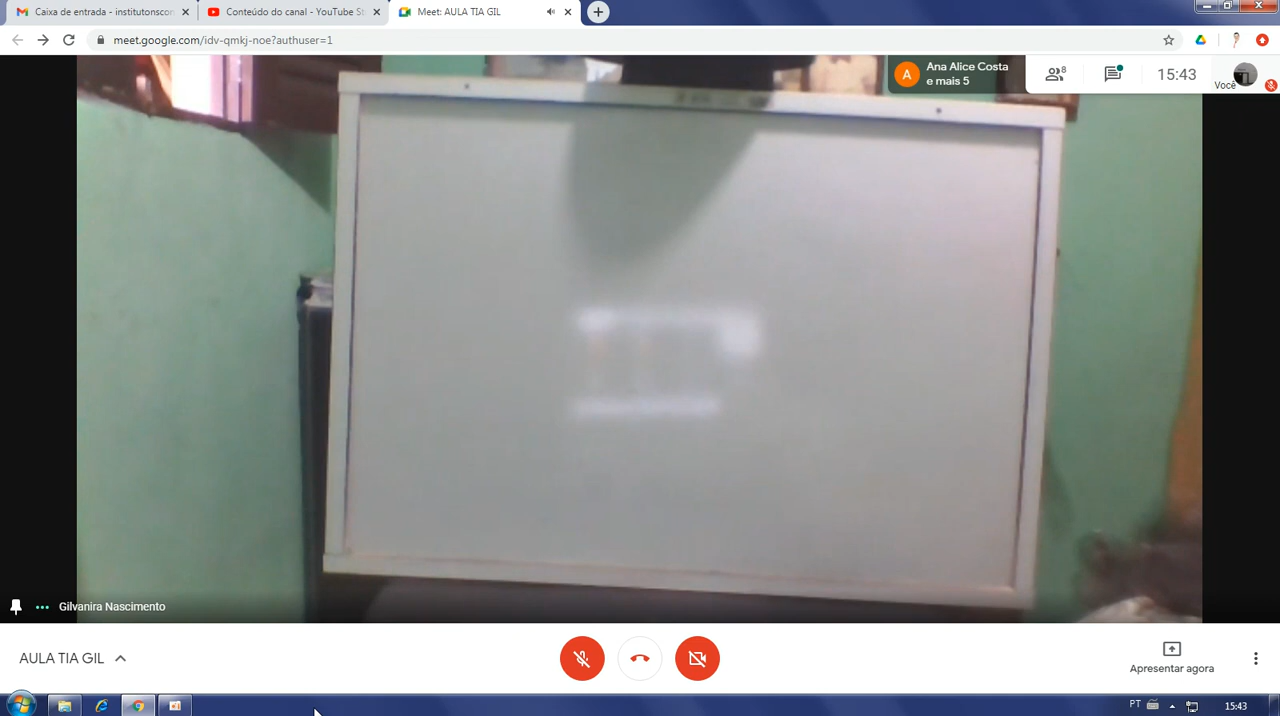 Caixa de entrada - institutonscon
Conteúdo do canal - YouTube St
Meet: AULA TIA GIL
meet.google.com/idv-qmkj-noe?authuser=1
A
Ana Alice Costa
e mais 5
8
15:43
Você
Gilvanira Nascimento
AULA TIA GIL
Apresentar agora
PT
15:43